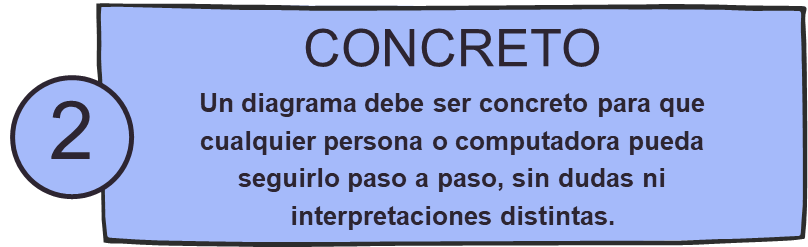 CONCRETO
2
Un diagrama debe ser concreto para que
cualquier persona o computadora pueda
seguirlo paso a paso, sin dudas ni
interpretaciones distintas.